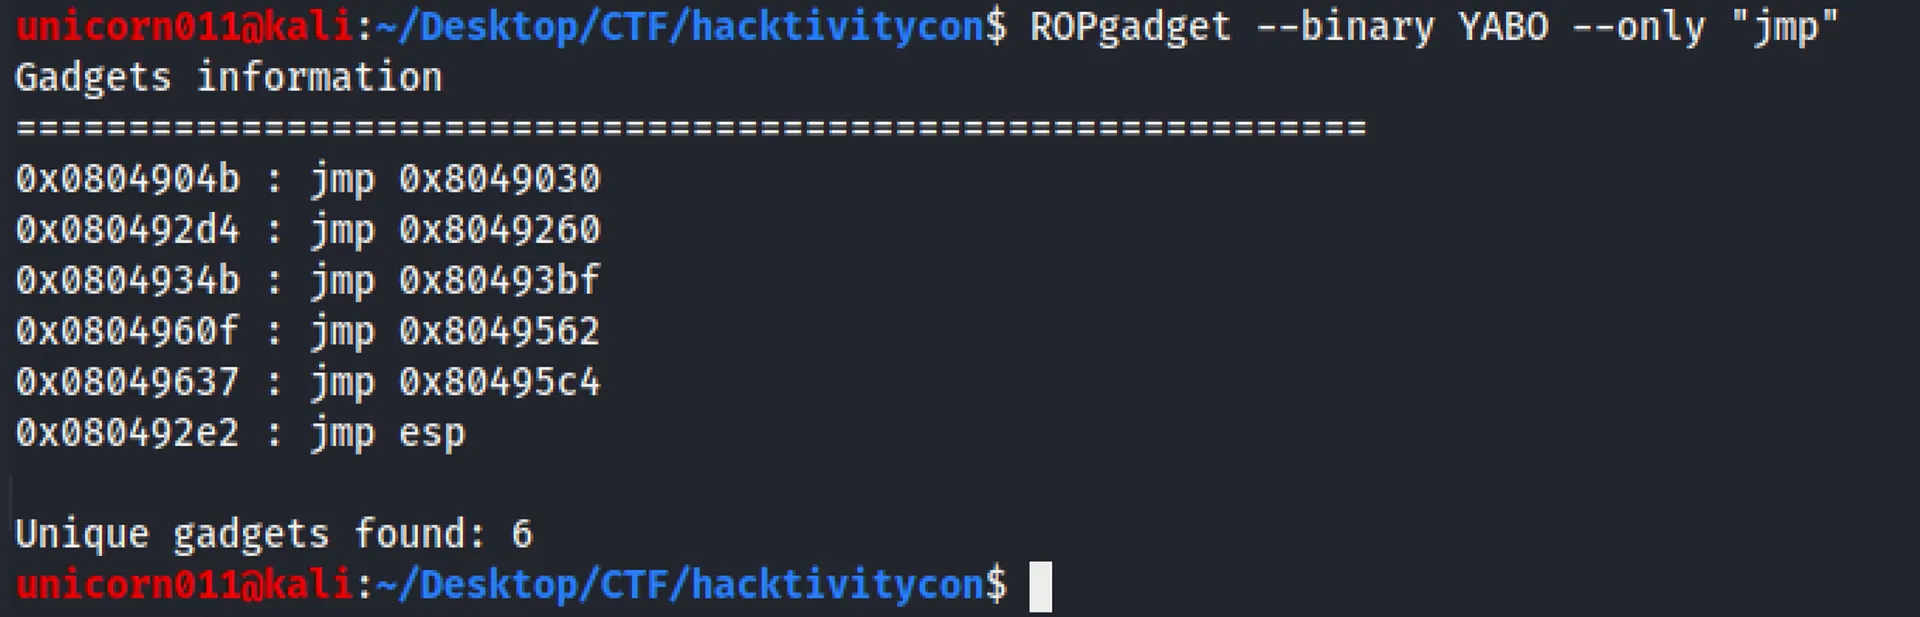 unicorn011@kali:~/Desktop/CTF/hacktivitycon$ ROPgadget --binary YABO --only "jmp"
Gadgets information
============================================================
0x0804904b : jmp 0x8049030
0x080492d4 : jmp 0x8049260
0x0804934b : jmp 0x80493bf
0x0804960f : jmp 0x8049562
0x08049637 : jmp 0x80495c4
0x080492e2 : jmp esp
Unique gadgets found: 6
unicorn011@kali:~/Desktop/CTF/hacktivitycon$